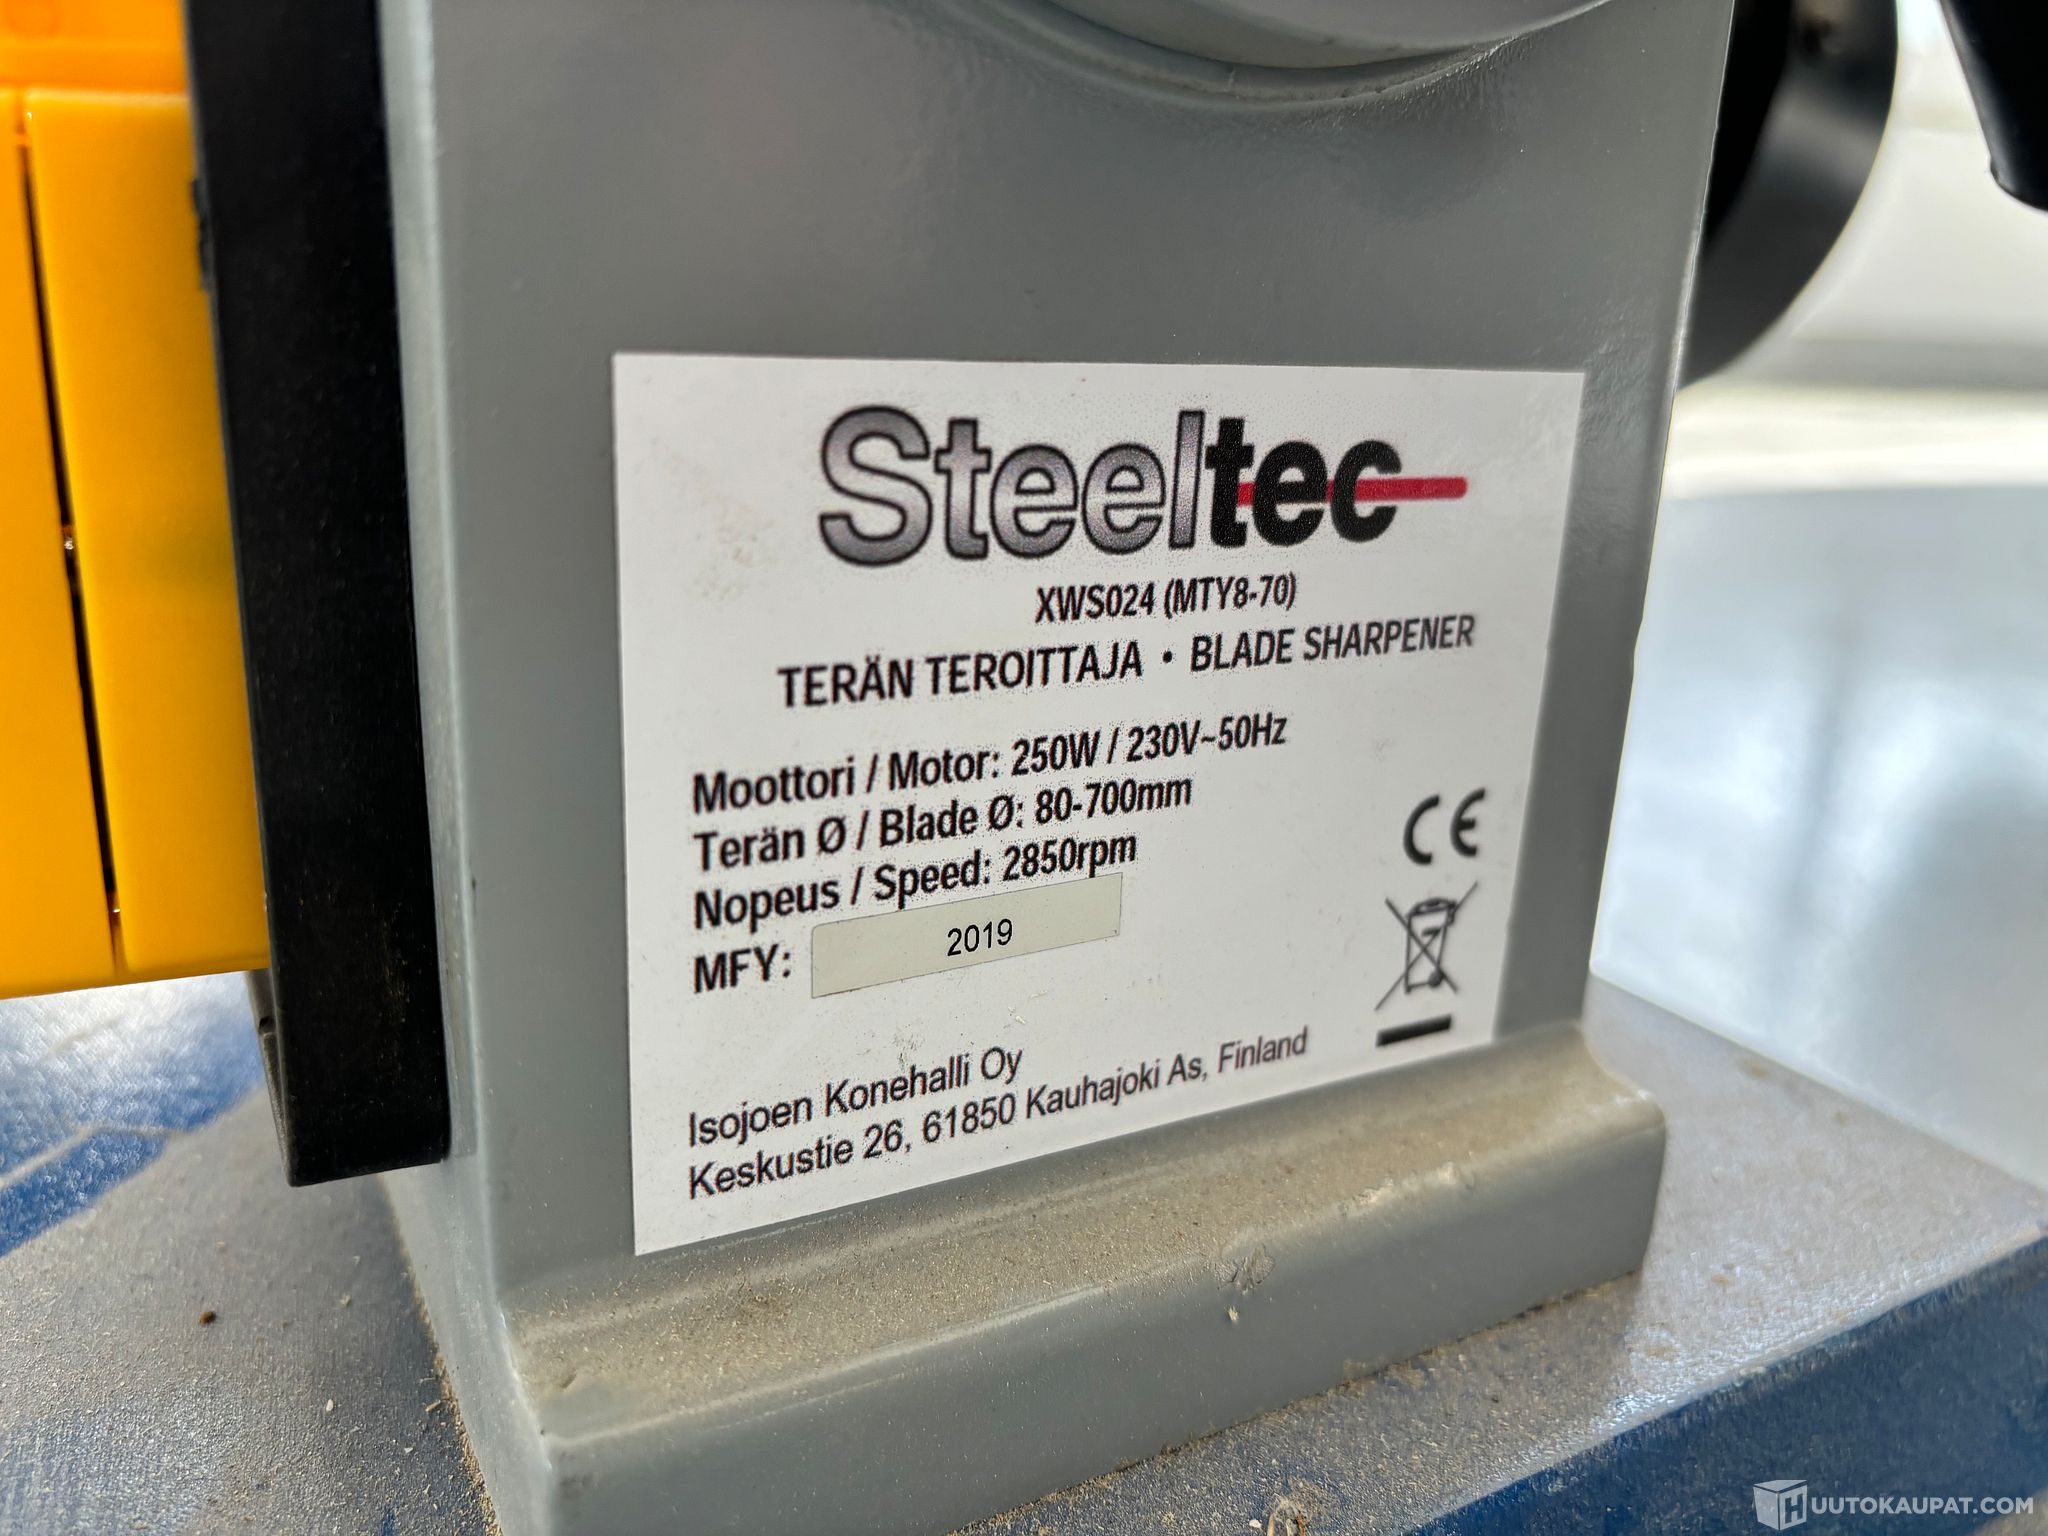 Steeltec
XWS024 (MTY8-70)
TERÄN TEROITTAJA • BLADE SHARPENER
Moottori / Motor: 250W / 230V~50Hz
Terän Ø / Blade Ø: 80-700mm
Nopeus / Speed: 2850rpm
MFY: 2019
CE
Isojoen Konehalli Oy
Keskustie 26, 61850 Kauhajoki As, Finland
HUUTOKAUPAT.COM